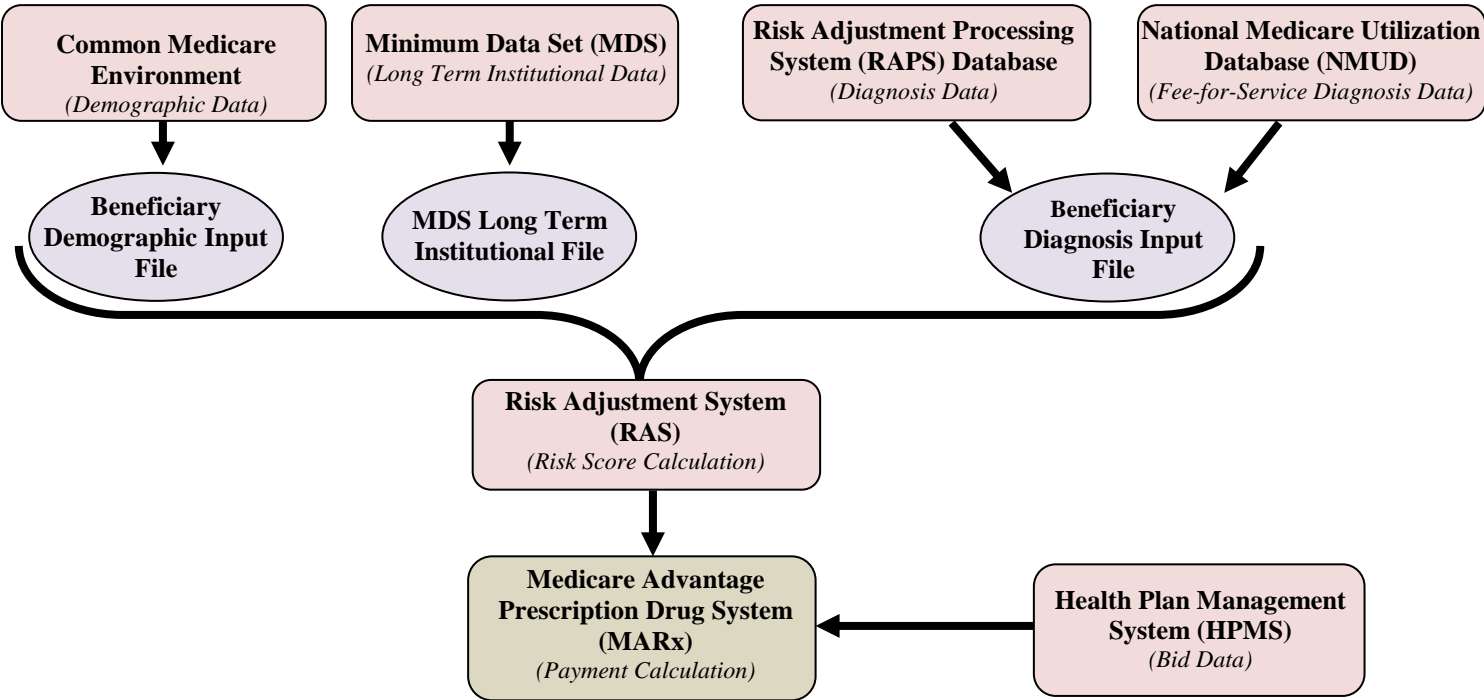 Common Medicare
Environment
(Demographic Data)
Minimum Data Set (MDS)
(Long Term Institutional Data)
Risk Adjustment Processing
System (RAPS) Database
(Diagnosis Data)
National Medicare Utilization
Database (NMUD)
(Fee-for-Service Diagnosis Data)
Beneficiary
Demographic Input
File
MDS Long Term
Institutional File
Beneficiary
Diagnosis Input
File
Risk Adjustment System
(RAS)
(Risk Score Calculation)
Medicare Advantage
Prescription Drug System
(MARx)
(Payment Calculation)
Health Plan Management
System (HPMS)
(Bid Data)